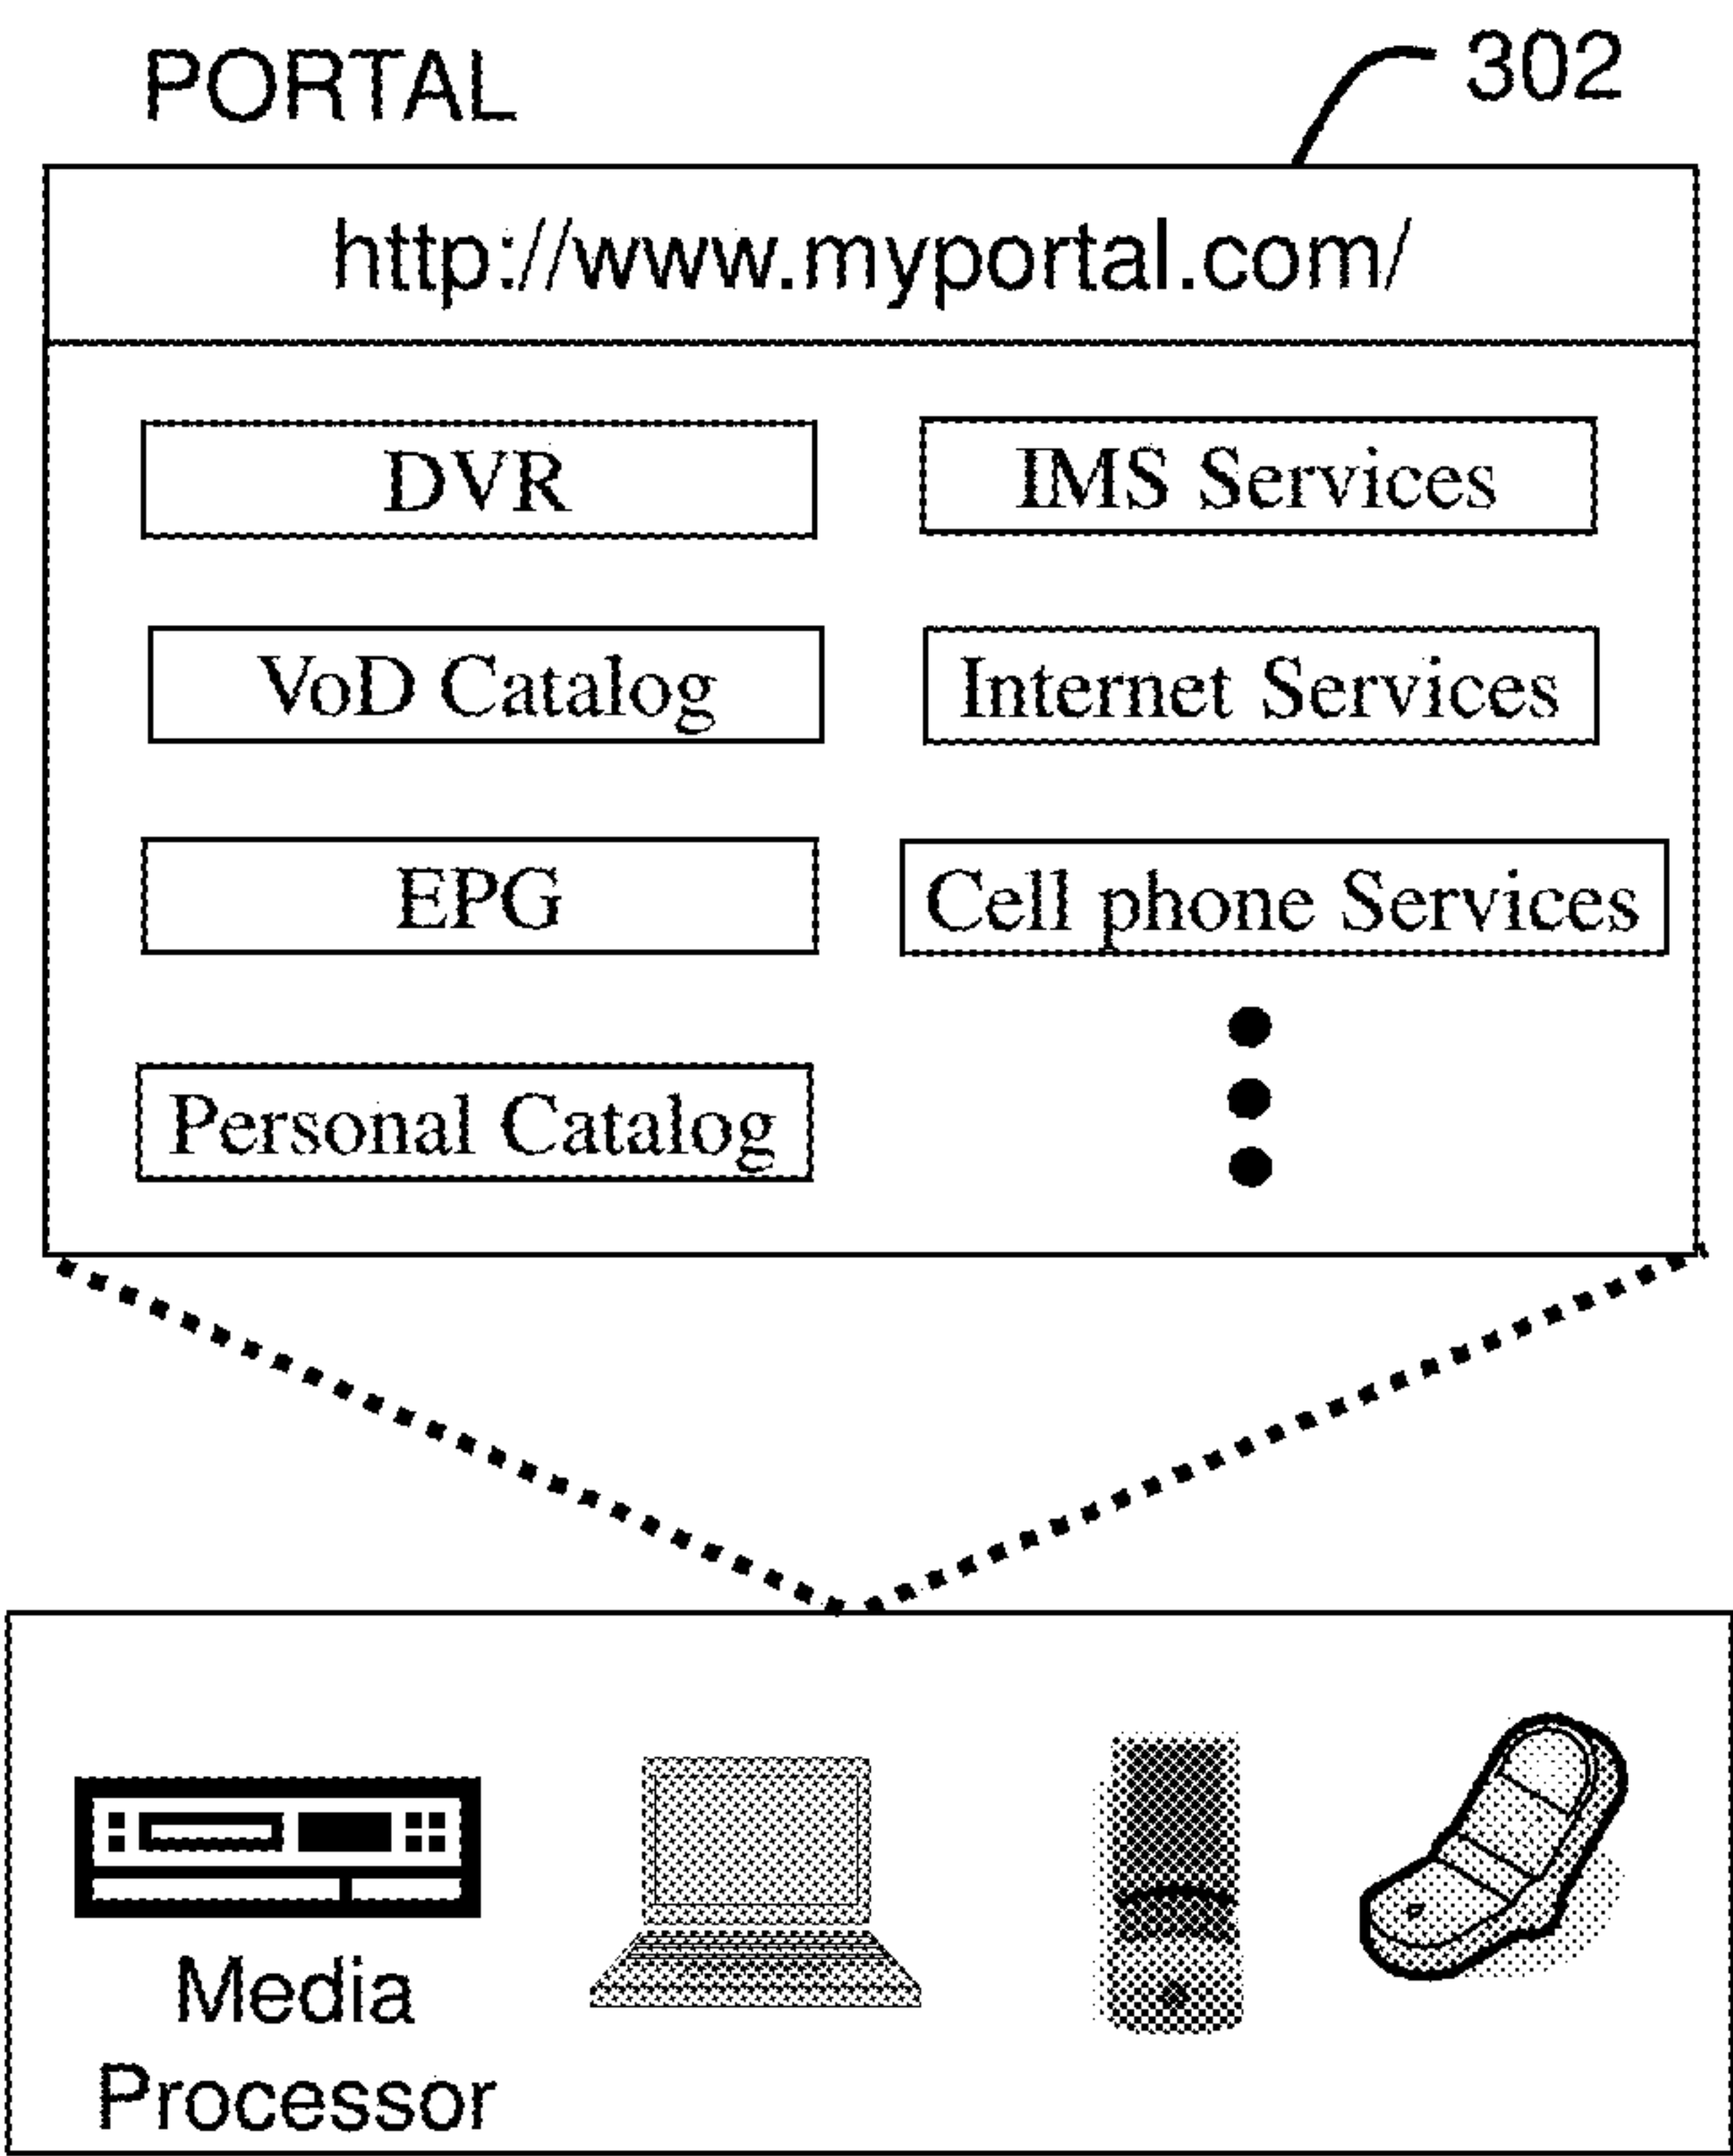 PORTAL
302
http://www.myportal.com/
DVR
IMS Services
VoD Catalog
Internet Services
EPG
Cell phone Services
Personal Catalog
Media
Processor